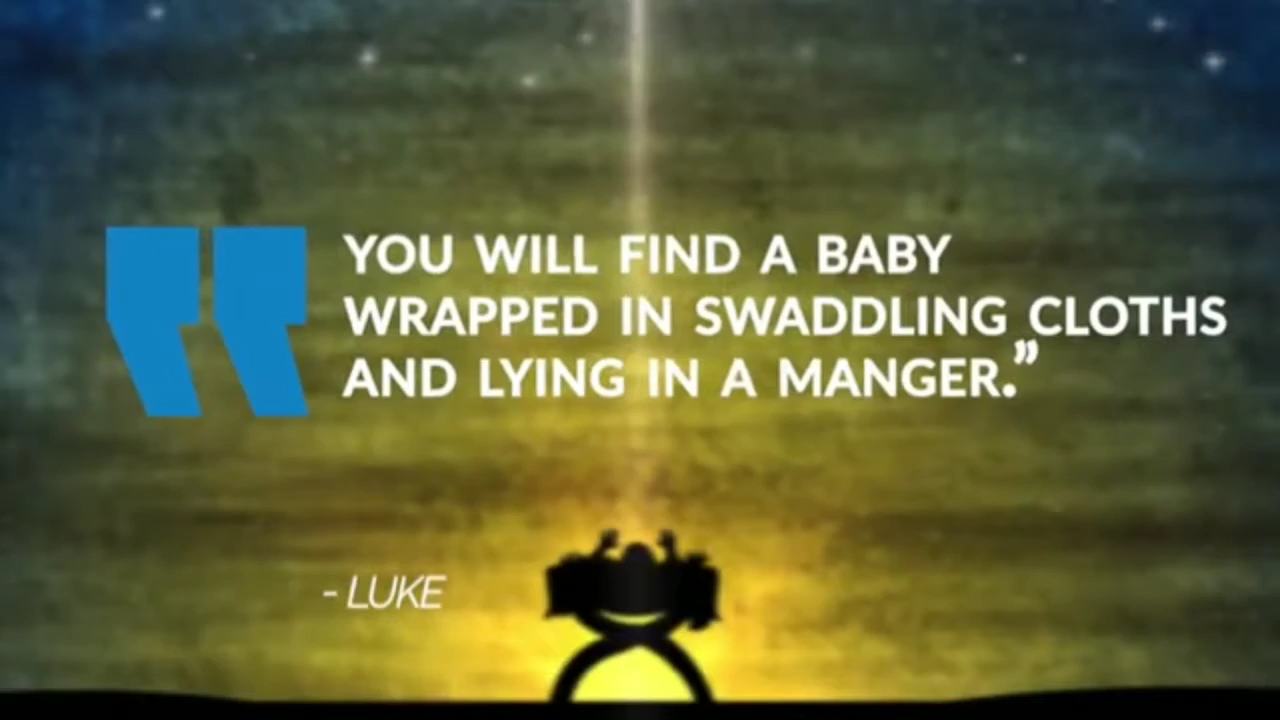 “YOU WILL FIND A BABY
WRAPPED IN SWADDLING CLOTHS
AND LYING IN A MANGER.”
- LUKE